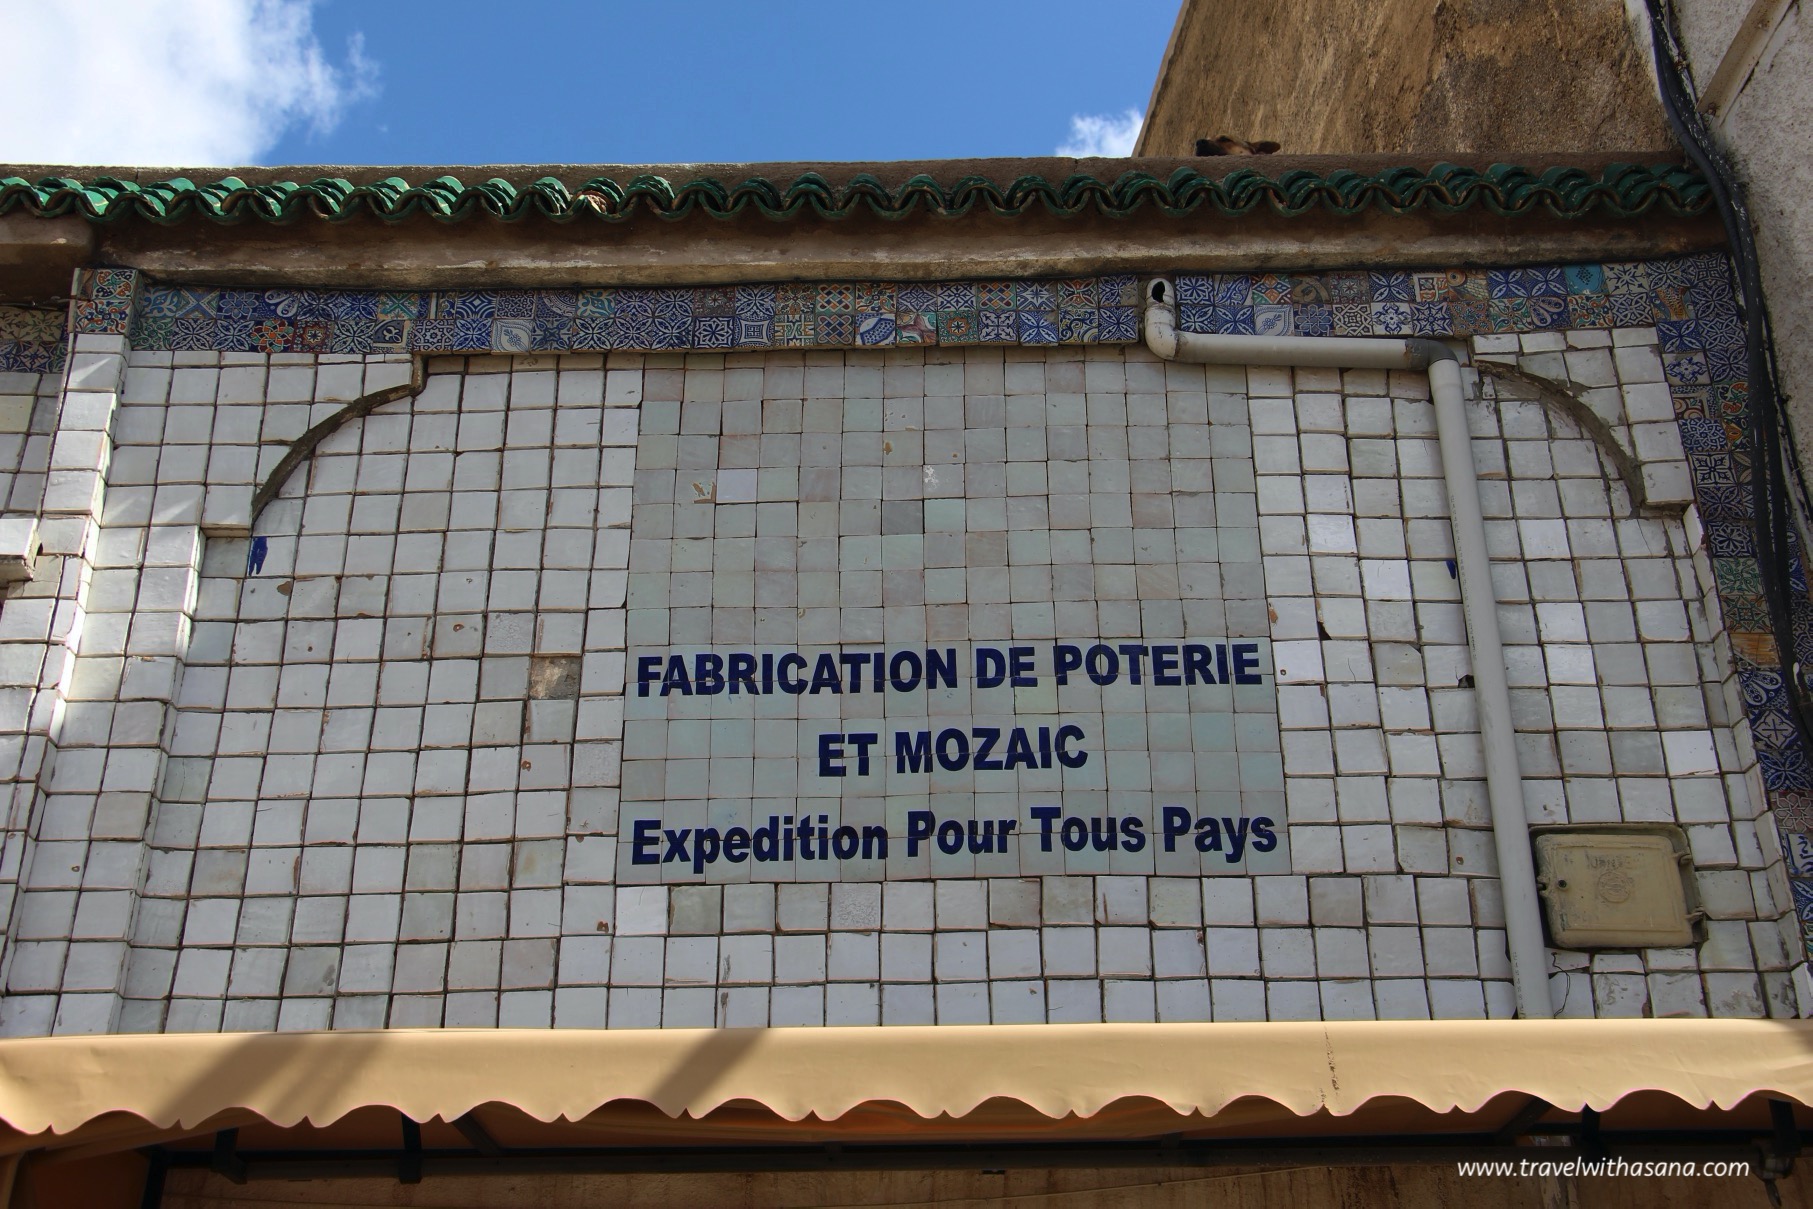 FABRICATION DE POTERIE
ET MOZAIC
Expedition Pour Tous Pays
www.travelwithasana.com